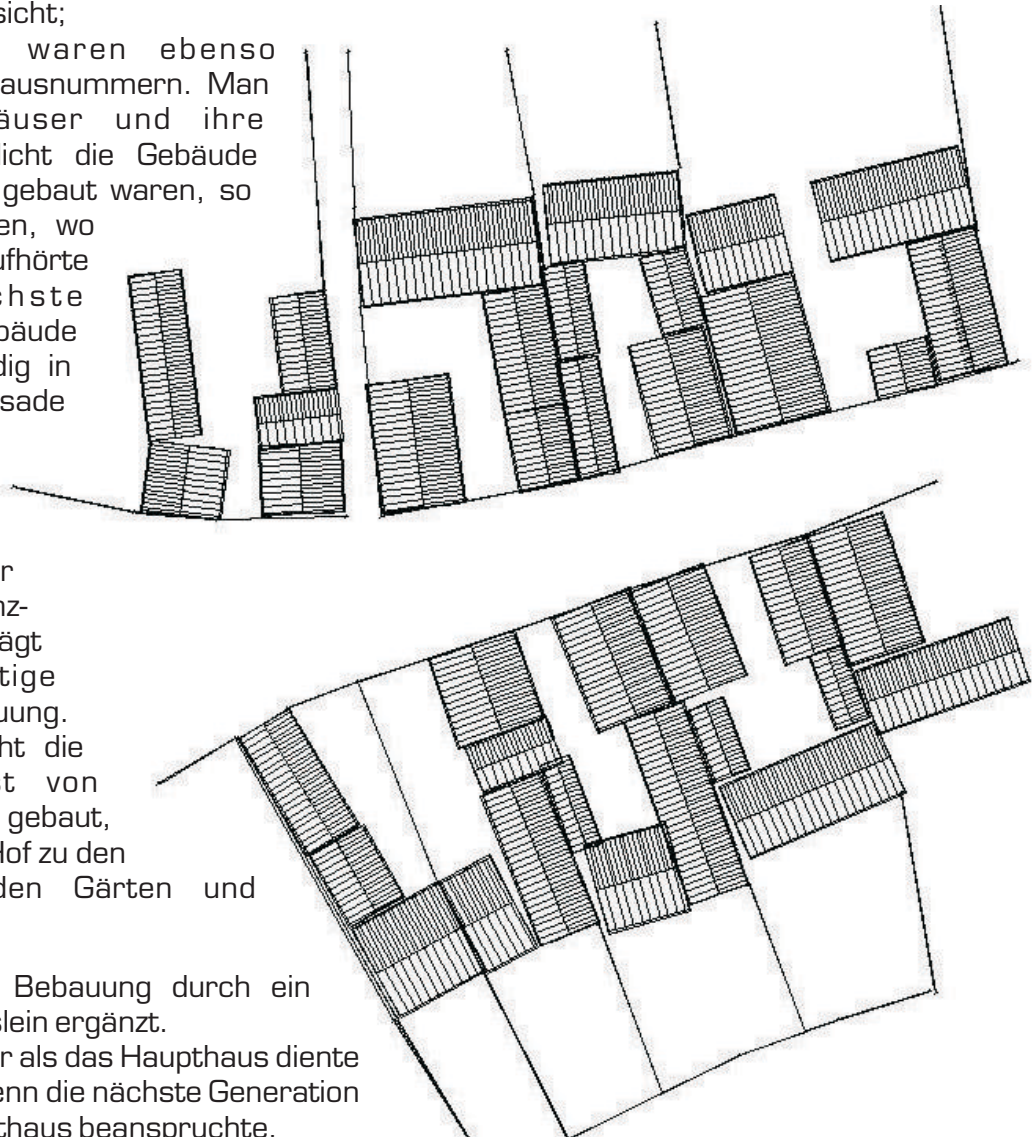 sicht;
waren ebenso
ausnummern. Man
äuser und ihre
licht die Gebäude
gebaut waren, so
en, wo
ufhörte
chste
bäude
dig in
sade
r
nz-
ägt
tige
uung.
ht die
st von
gebaut,
Hof zu den
den Gärten und
Bebauung durch ein
slein ergänzt.
r als das Haupthaus diente
enn die nächste Generation
thaus beanspruchte.